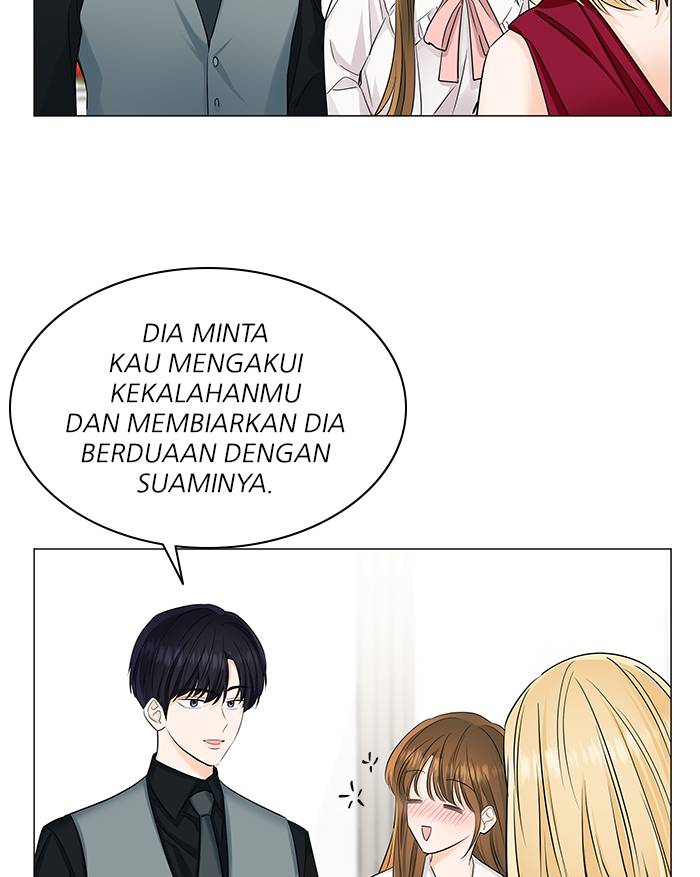 DIA MINTA
KAU MENGAKUI
KEKALAHANMU
DAN MEMBIARKAN DIA
BERDUAAN DENGAN
SUAMINYA.